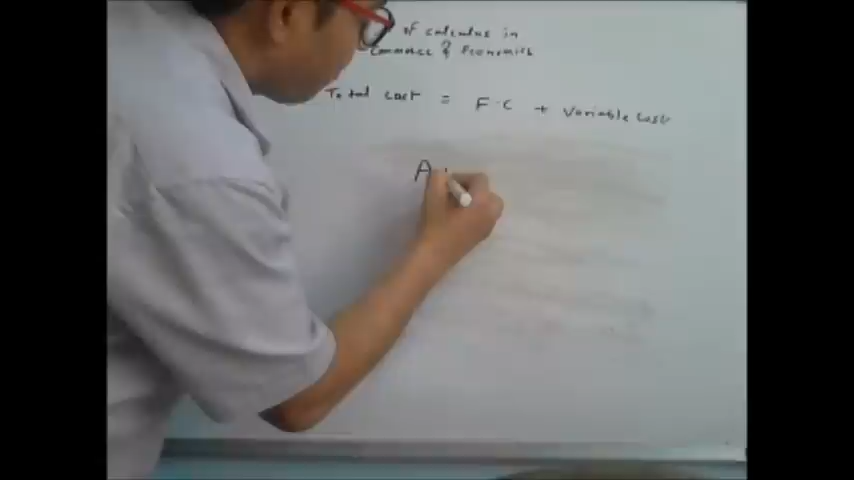 of calculus in
Commerce & Economics
Total Cost = F.C + Variable Cost
A